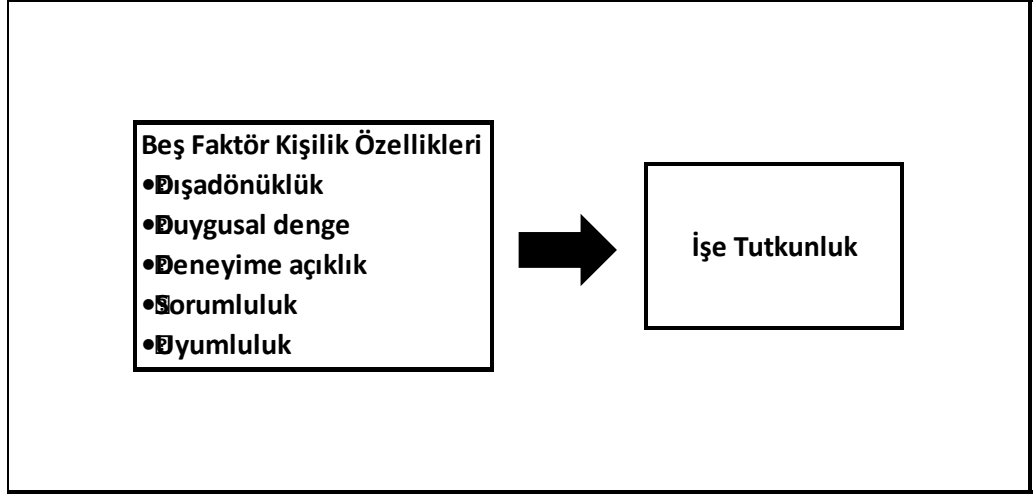 Beş Faktör Kişilik Özellikleri
•Dışadönüklük
•Duygusal denge
•Deneyime açıklık
•Sorumluluk
•Uyumluluk
İşe Tutkunluk